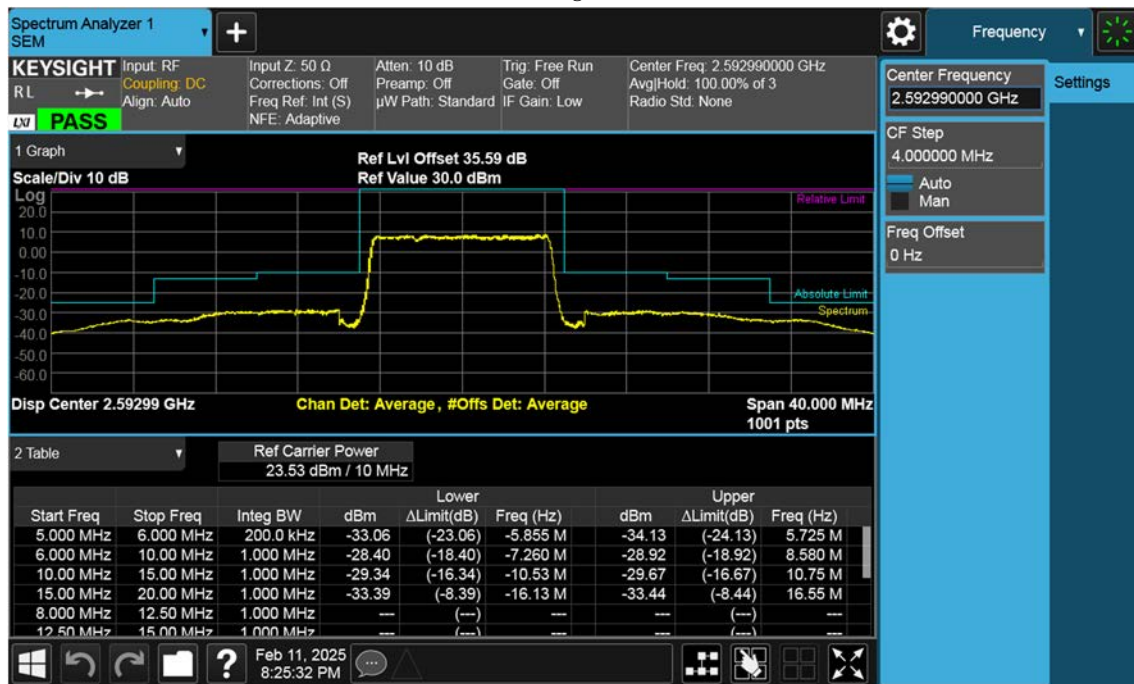 Spectrum Analyzer 1
SEM
Frequency
KEYSIGHT
RL
LXI
PASS
Input: RF
Coupling: DC
Align: Auto
Input Z: 50 Ω
Corrections: Off
Freq Ref: Int (S)
NFE: Adaptive
Atten: 10 dB
Preamp: Off
µW Path: Standard
Trig: Free Run
Gate: Off
IF Gain: Low
Center Freq: 2.592990000 GHz
Avg|Hold: 100.00% of 3
Radio Std: None
Center Frequency
2.592990000 GHz
Settings
CF Step
4.000000 MHz
Auto
Man
Freq Offset
0 Hz
1 Graph
Scale/Div 10 dB
Ref Lvl Offset 35.59 dB
Ref Value 30.0 dBm
Log
Relative Limit
20.0
10.0
0.00
-10.0
-20.0
Absolute Limit
-30.0
Spectrum
-40.0
-50.0
-60.0
Disp Center 2.59299 GHz
Chan Det: Average, #Offs Det: Average
Span 40.000 MHz
1001 pts
2 Table
Ref Carrier Power
23.53 dBm / 10 MHz
Lower Upper
Start Freq Stop Freq Integ BW dBm ΔLimit(dB) Freq (Hz) dBm ΔLimit(dB) Freq (Hz)
5.000 MHz 6.000 MHz 200.0 kHz -33.06 (-23.06) -5.855 M -34.13 (-24.13) 5.725 M
6.000 MHz 10.00 MHz 1.000 MHz -28.40 (-18.40) -7.260 M -28.92 (-18.92) 8.580 M
10.00 MHz 15.00 MHz 1.000 MHz -29.34 (-16.34) -10.53 M -29.67 (-16.67) 10.75 M
15.00 MHz 20.00 MHz 1.000 MHz -33.39 (-8.39) -16.13 M -33.44 (-8.44) 16.55 M
8.000 MHz 12.50 MHz 1.000 MHz --- (---) --- --- (---) ---
12.50 MHz 15.00 MHz 1.000 MHz --- (---) --- --- (---) ---
Feb 11, 2025
8:25:32 PM